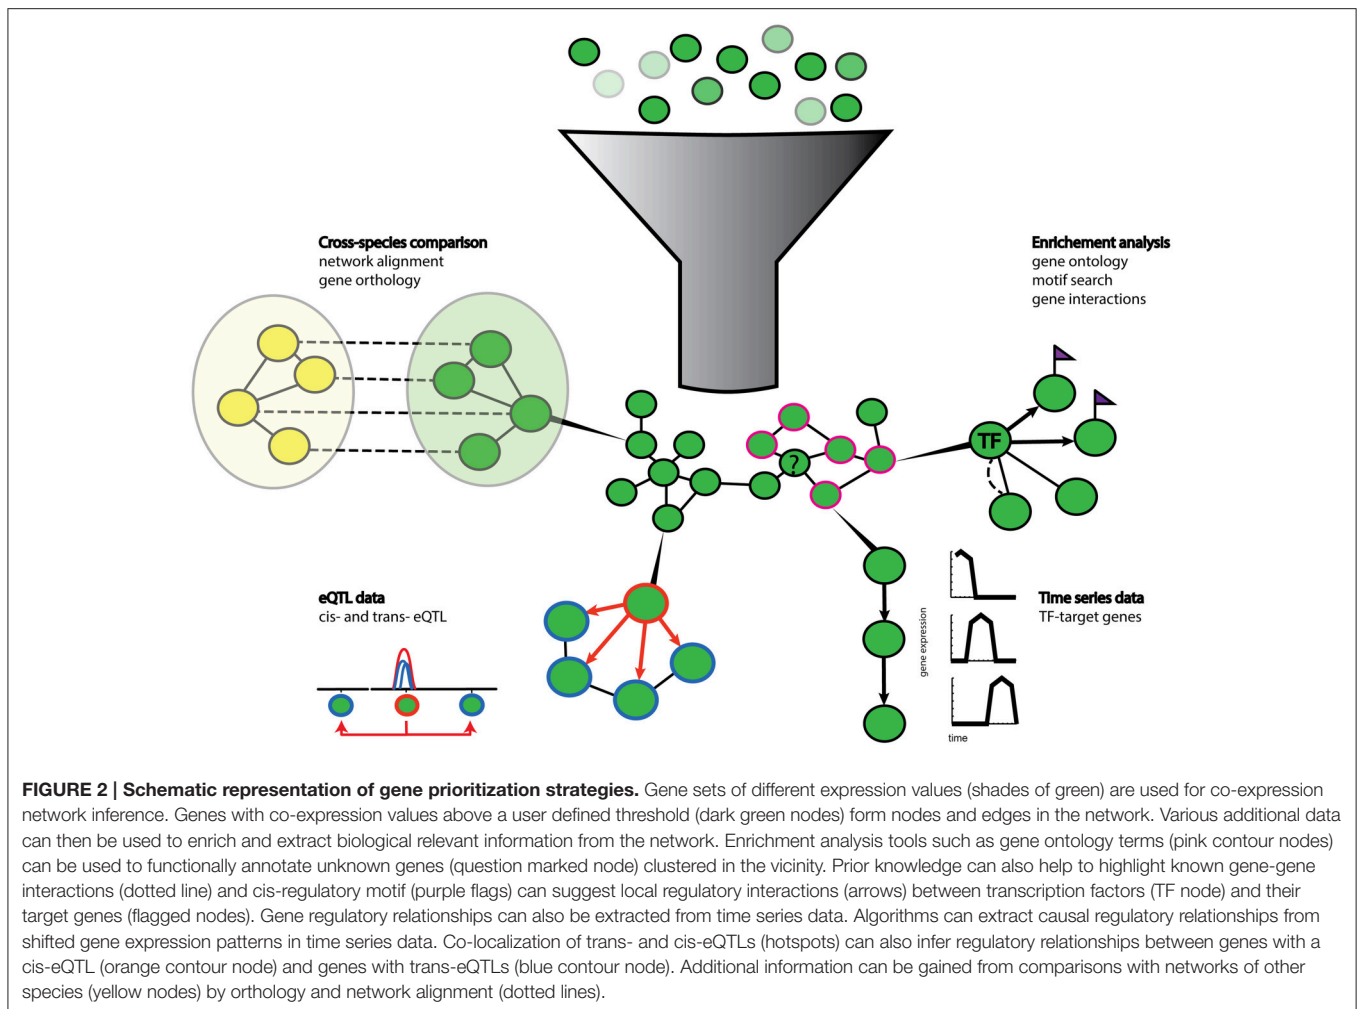 Cross-species comparison
network alignment
gene orthology
Enrichement analysis
gene ontology
motif search
gene interactions
TF
?
eQTL data
cis- and trans- eQTL
gene expression
time
Time series data
TF-target genes
FIGURE 2 | Schematic representation of gene prioritization strategies. Gene sets of different expression values (shades of green) are used for co-expression
network inference. Genes with co-expression values above a user defined threshold (dark green nodes) form nodes and edges in the network. Various additional data
can then be used to enrich and extract biological relevant information from the network. Enrichment analysis tools such as gene ontology terms (pink contour nodes)
can be used to functionally annotate unknown genes (question marked node) clustered in the vicinity. Prior knowledge can also help to highlight known gene-gene
interactions (dotted line) and cis-regulatory motif (purple flags) can suggest local regulatory interactions (arrows) between transcription factors (TF node) and their
target genes (flagged nodes). Gene regulatory relationships can also be extracted from time series data. Algorithms can extract causal regulatory relationships from
shifted gene expression patterns in time series data. Co-localization of trans- and cis-eQTLs (hotspots) can also infer regulatory relationships between genes with a
cis-eQTL (orange contour node) and genes with trans-eQTLs (blue contour node). Additional information can be gained from comparisons with networks of other
species (yellow nodes) by orthology and network alignment (dotted lines).